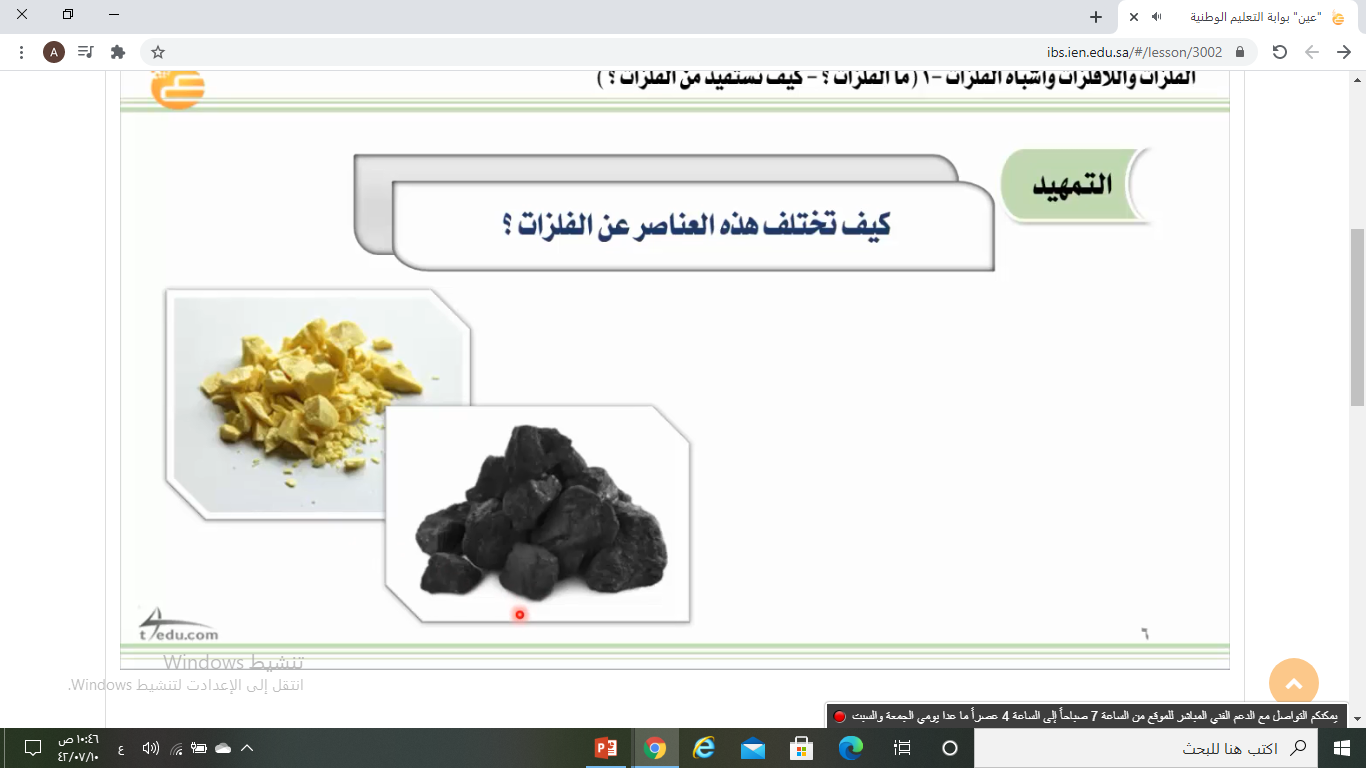 "عين" بوابة التعليم الوطنية
ibs.ien.edu.sa/#/lesson/3002
A
الفلزات واللافلزات وأشباه الفلزات -١ ( ما الفلزات ؟ - كيف نستفيد من الفلزات ؟ )
التمهيد
كيف تختلف هذه العناصر عن الفلزات ؟
t4edu.com
٦
تنشيط Windows
انتقل إلى الإعدادت لتنشيط Windows.
يمكنكم التواصل مع الدعم الفني المباشر للموقع من الساعة 7 صباحاً إلى الساعة 4 عصراً ما عدا يومي الجمعة والسبت
اكتب هنا للبحث
ع
١٠:٤٦ ص
٤٢/٠٧/١٠